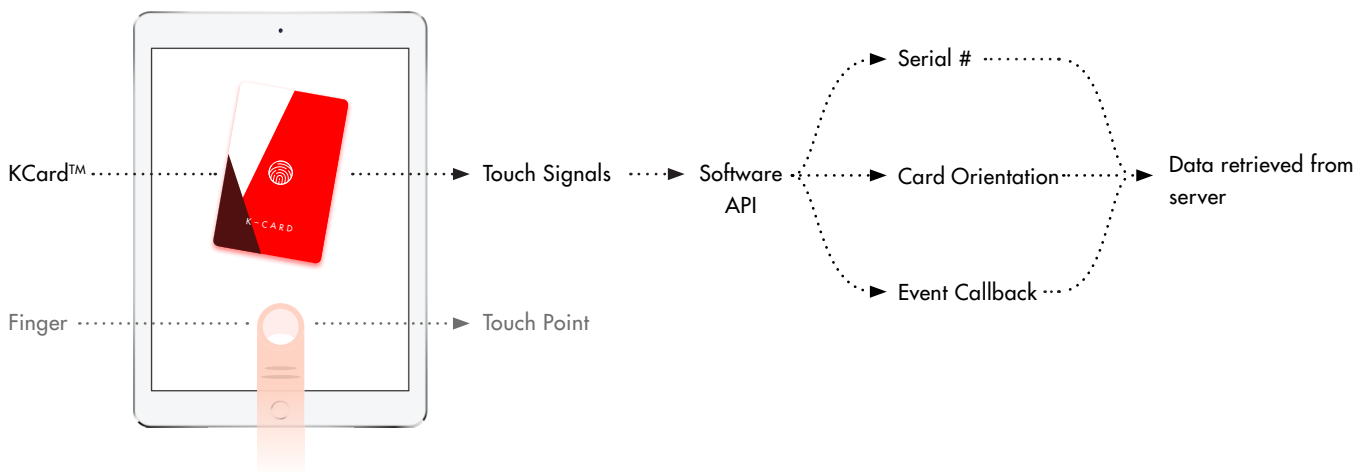 Serial #
KCard™
Touch Signals
Software
API
Card Orientation
Data retrieved from
server
K-CARD
Event Callback
Finger
Touch Point